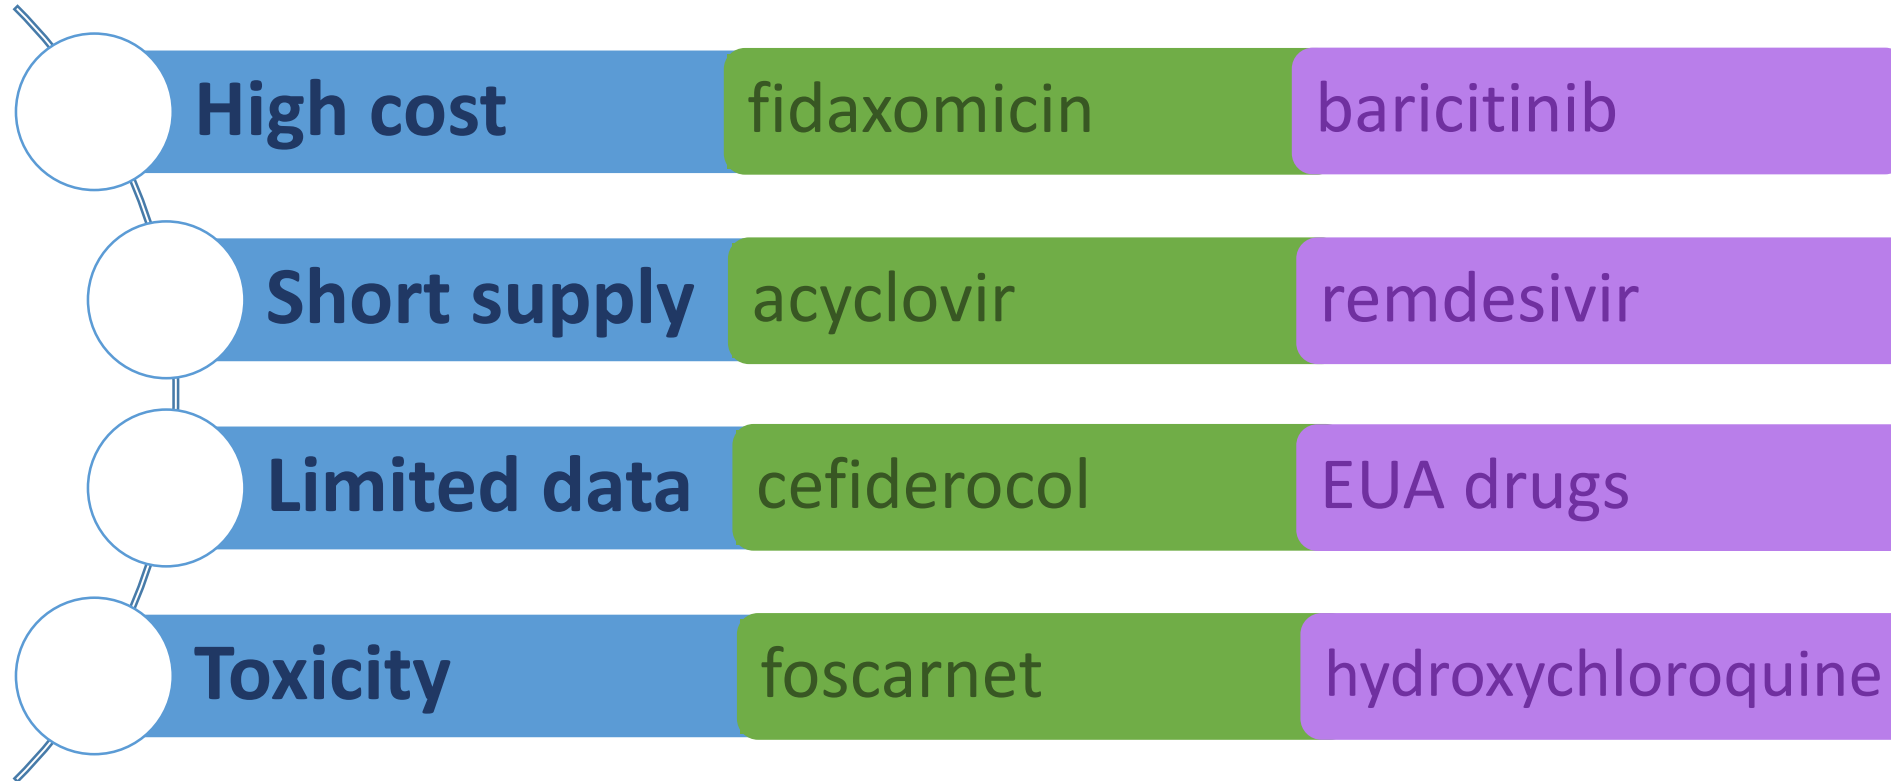 High cost fidaxomicin baricitinib
Short supply acyclovir remdesivir
Limited data cefiderocol EUA drugs
Toxicity foscarnet hydroxychloroquine